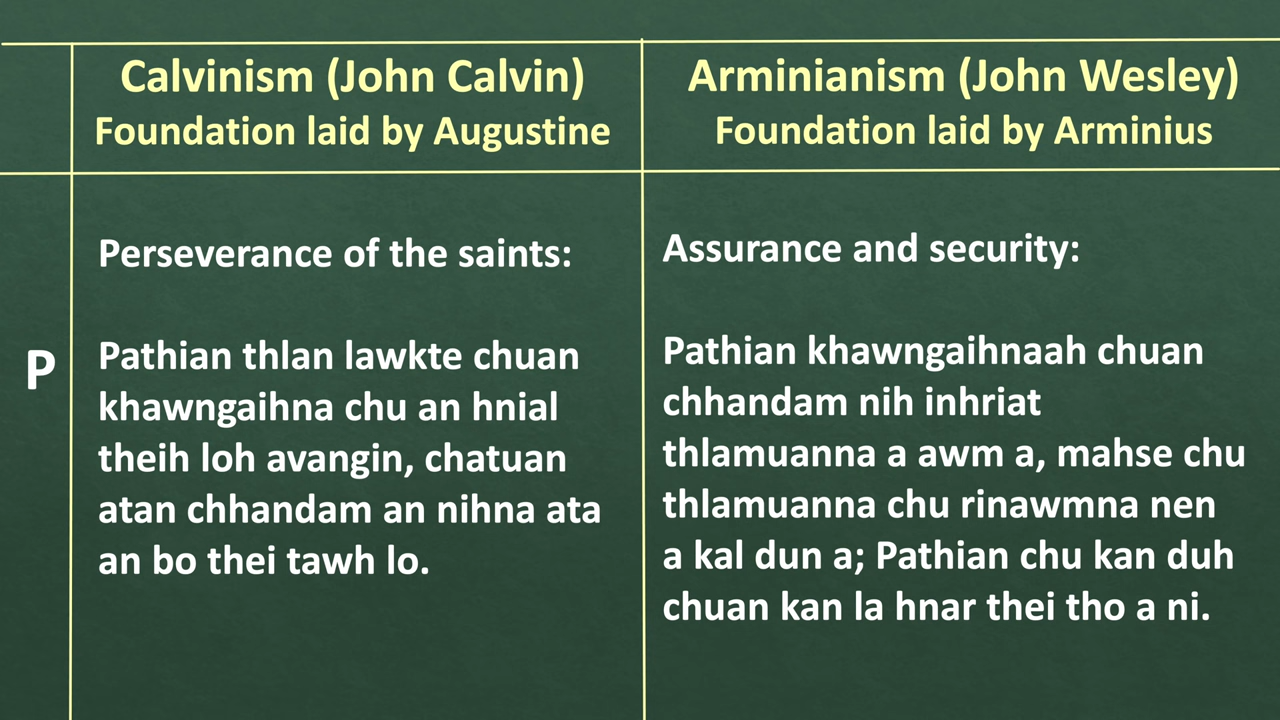 Calvinism (John Calvin)
Foundation laid by Augustine
Arminianism (John Wesley)
Foundation laid by Arminius
P
Perseverance of the saints:
Pathian thlan lawkte chuan
khawngaihna chu an hnial
theih loh avangin, chatuan
atan chhandam an nihna ata
an bo thei tawh lo.
Assurance and security:
Pathian khawngaihnaah chuan
chhandam nih inhriat
thlamuanna a awm a, mahse chu
thlamuanna chu rinawmna nen
a kal dun a; Pathian chu kan duh
chuan kan la hnar thei tho a ni.